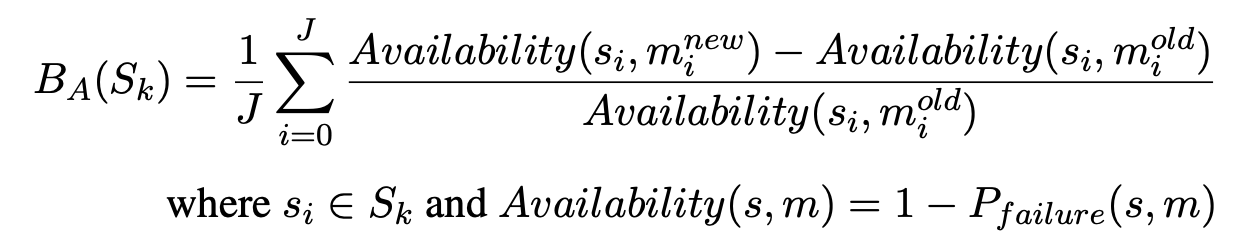 B_A(S_k) = \frac{1}{J} \sum_{i=0}^{J} \frac{Availability(s_i, m_i^{new}) - Availability(s_i, m_i^{old})}{Availability(s_i, m_i^{old})}
where s_i ∈ S_k and Availability(s, m) = 1 − P_{failure}(s, m)